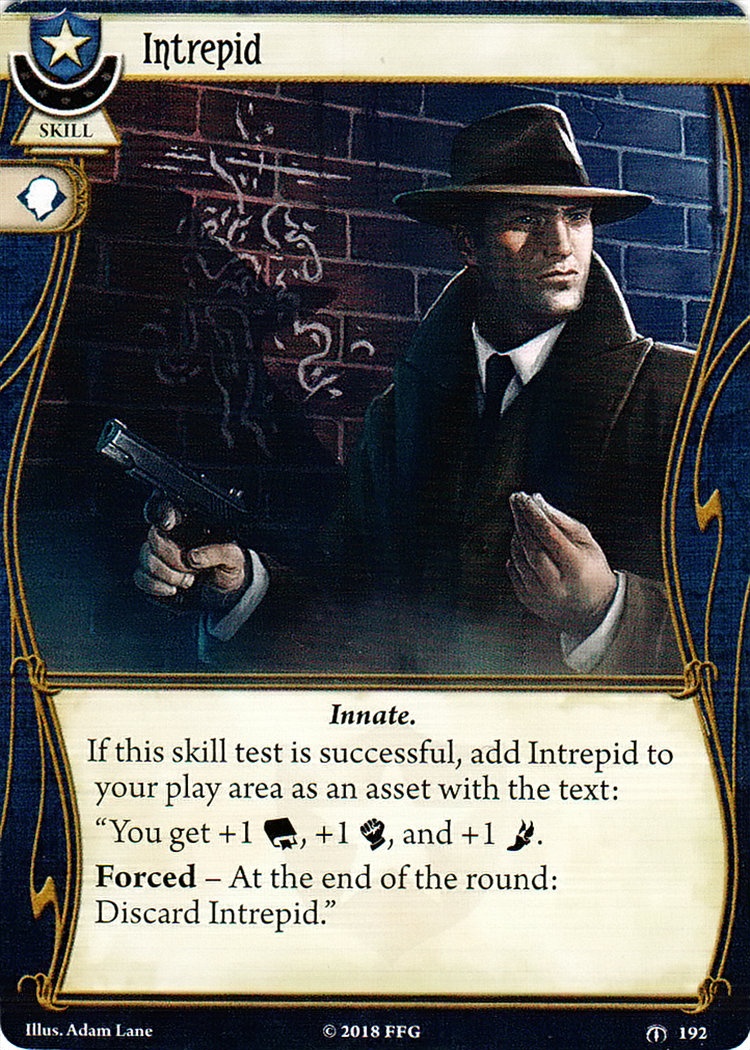 Intrepid
SKILL
Innate.
If this skill test is successful, add Intrepid to
your play area as an asset with the text:
“You get +1 , +1 , and +1 .
Forced – At the end of the round:
Discard Intrepid.”
Illus. Adam Lane
© 2018 FFG
192